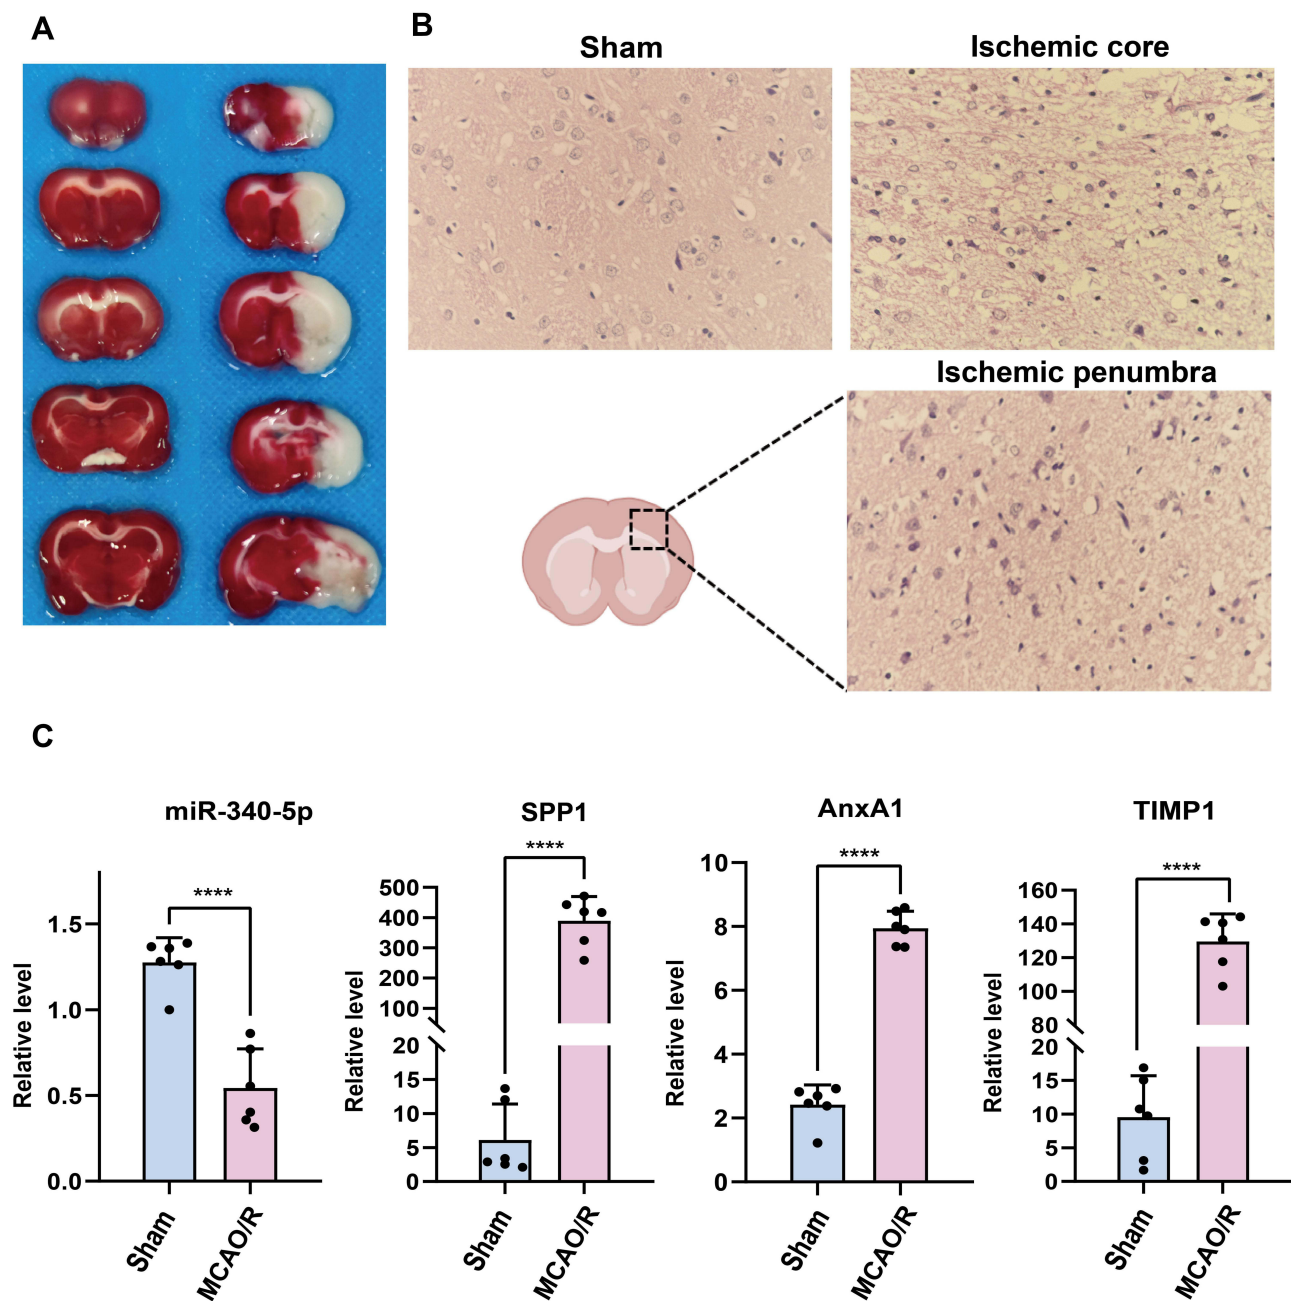 A
B
Sham
Ischemic core
Ischemic penumbra
C
miR-340-5p
****
Relative level
1.5
1.0
0.5
0.0
Sham
MCAO/R
SPP1
****
Relative level
500
400
300
200
100
20
15
10
5
0
Sham
MCAO/R
AnxA1
****
Relative level
10
8
6
4
2
0
Sham
MCAO/R
TIMP1
****
Relative level
160
140
120
100
80
20
15
10
5
0
Sham
MCAO/R